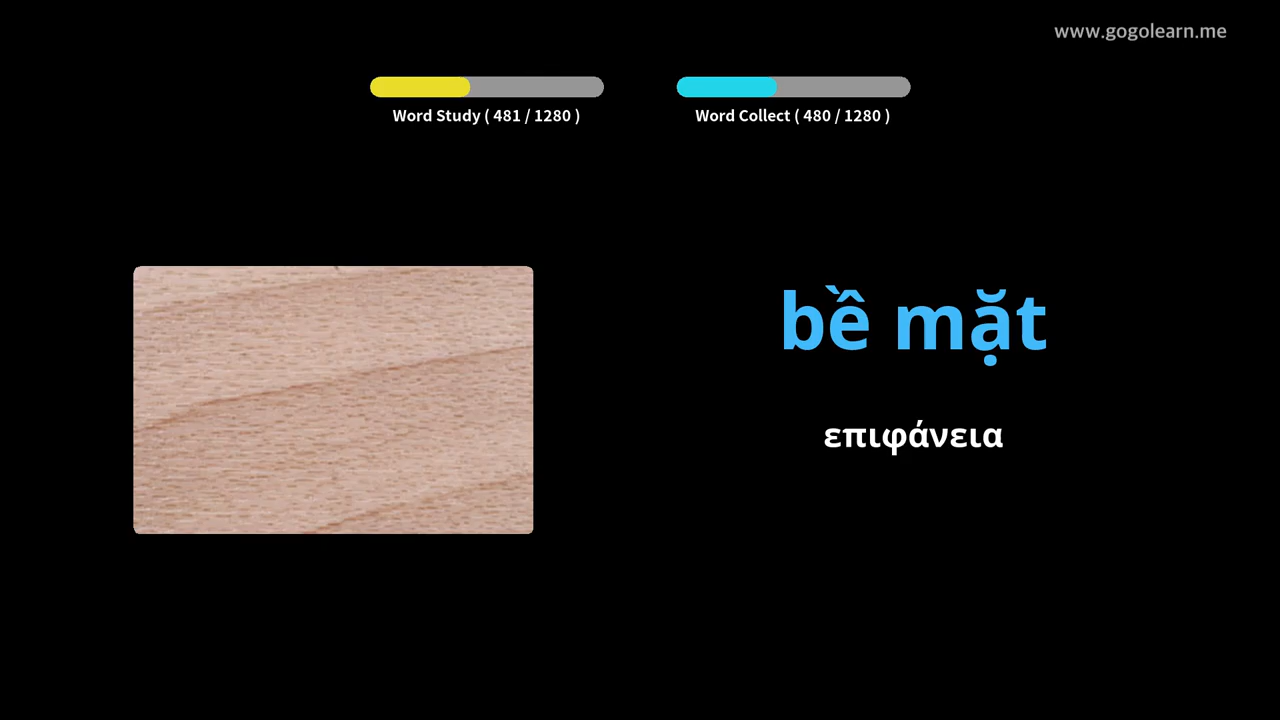 www.gogolearn.me
Word Study ( 481 / 1280 )
Word Collect ( 480 / 1280 )
bề mặt
επιφάνεια